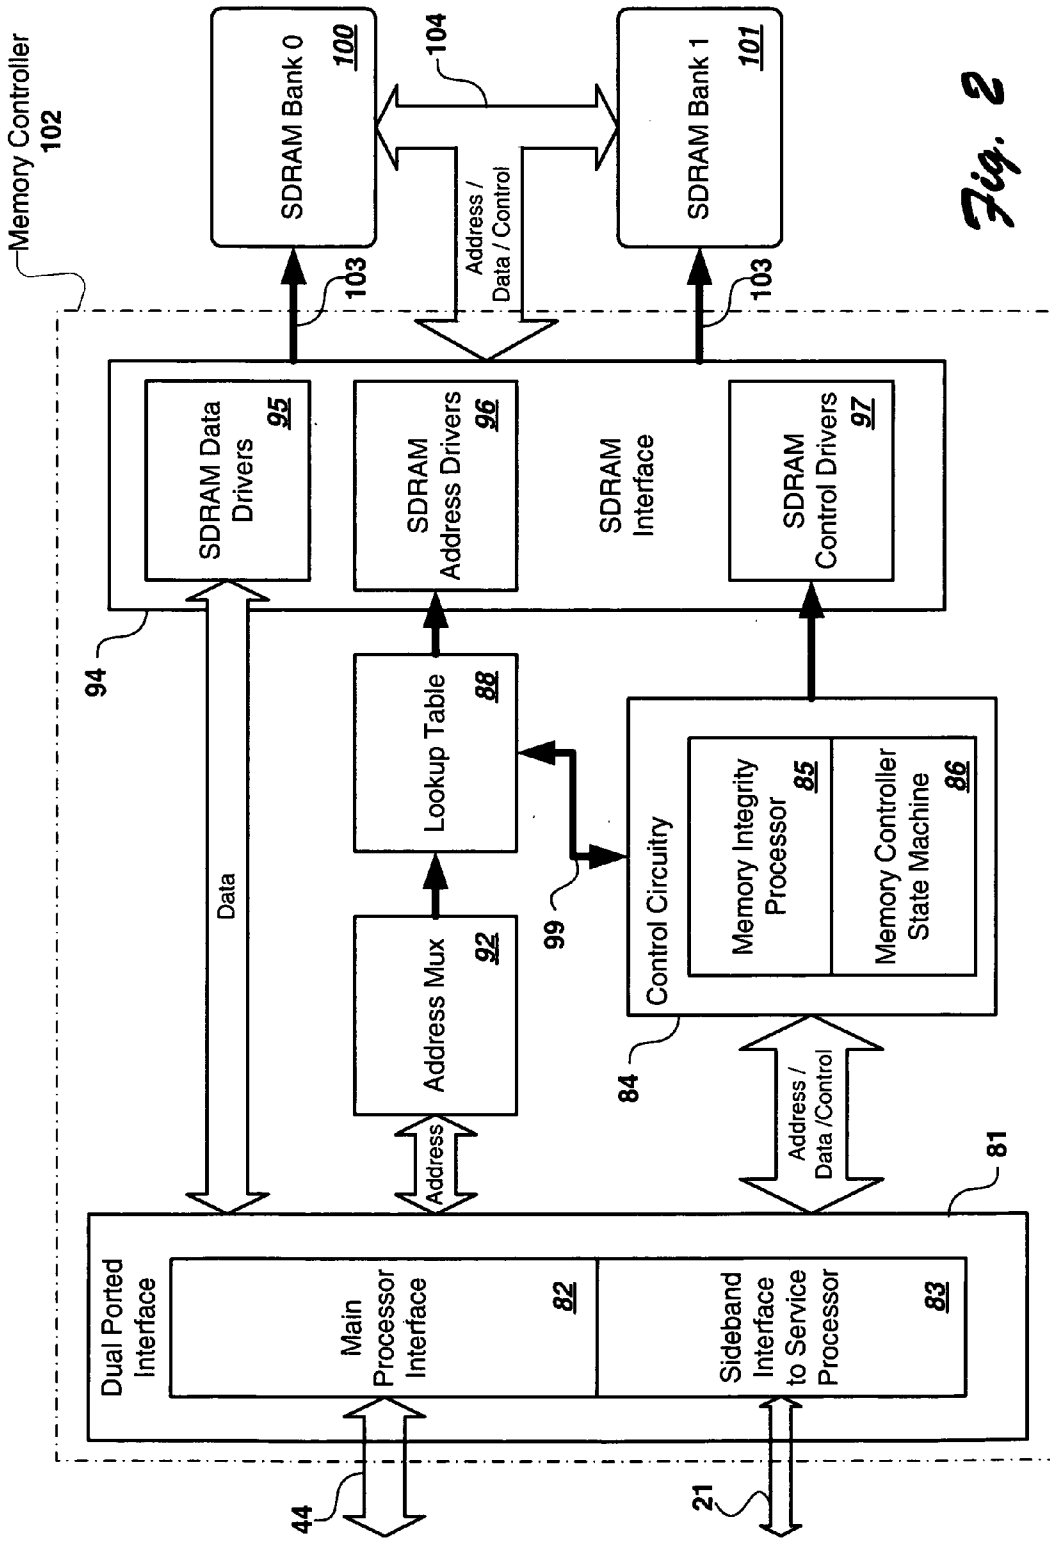 Memory Controller
102
Dual Ported
Interface
Main
Processor
Interface
82
Sideband
Interface
to Service
Processor
83
81
44
21
Data
Address
Address /
Data /Control
Address Mux
92
Lookup Table
88
99
Control Circuitry
84
Memory Integrity
Processor
85
Memory Controller
State Machine
86
94
SDRAM Data
Drivers
95
SDRAM
Address Drivers
96
SDRAM
Interface
SDRAM
Control Drivers
97
103
103
Address /
Data / Control
104
SDRAM Bank 0
100
SDRAM Bank 1
101
Fig. 2